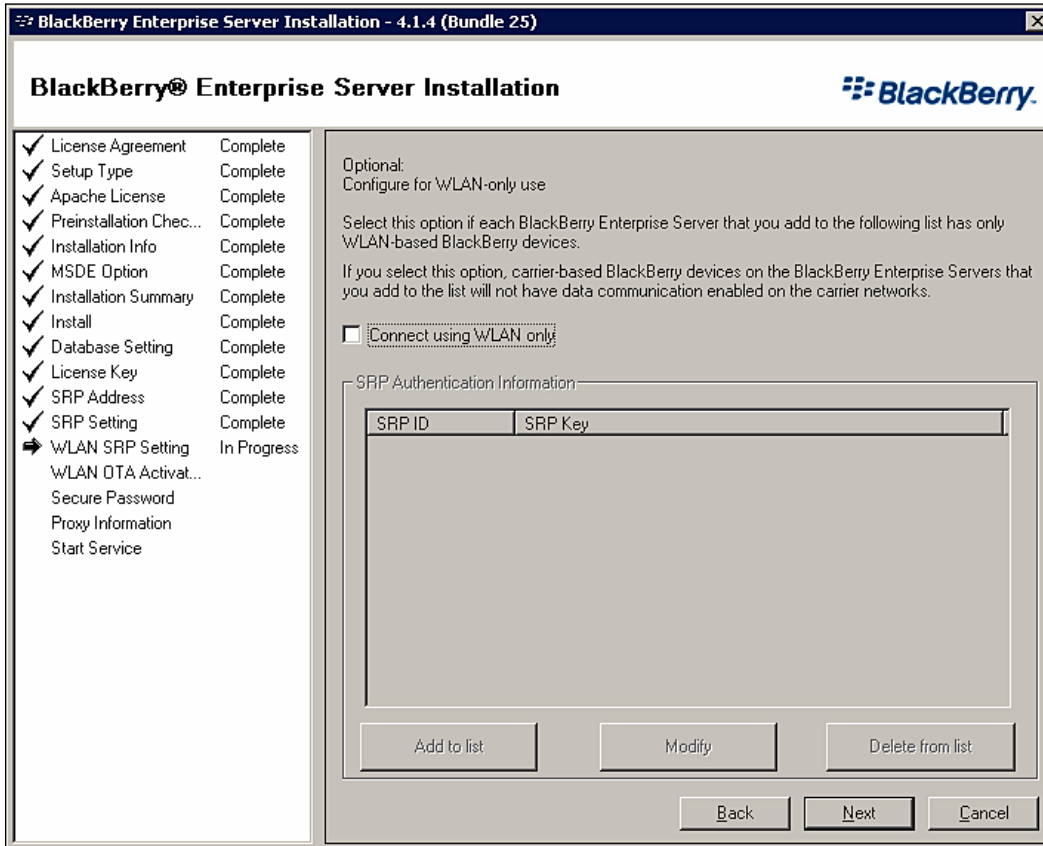 BlackBerry Enterprise Server Installation - 4.1.4 (Bundle 25)
BlackBerry® Enterprise Server Installation
BlackBerry.
License Agreement Complete
Setup Type Complete
Apache License Complete
Preinstallation Chec... Complete
Installation Info Complete
MSDE Option Complete
Installation Summary Complete
Install Complete
Database Setting Complete
License Key Complete
SRP Address Complete
SRP Setting Complete
WLAN SRP Setting In Progress
WLAN OTA Activat...
Secure Password
Proxy Information
Start Service
Optional:
Configure for WLAN-only use
Select this option if each BlackBerry Enterprise Server that you add to the following list has only
WLAN-based BlackBerry devices.
If you select this option, carrier-based BlackBerry devices on the BlackBerry Enterprise Servers that
you add to the list will not have data communication enabled on the carrier networks.
Connect using WLAN only
SRP Authentication Information
SRP ID SRP Key
Add to list Modify Delete from list
Back Next Cancel